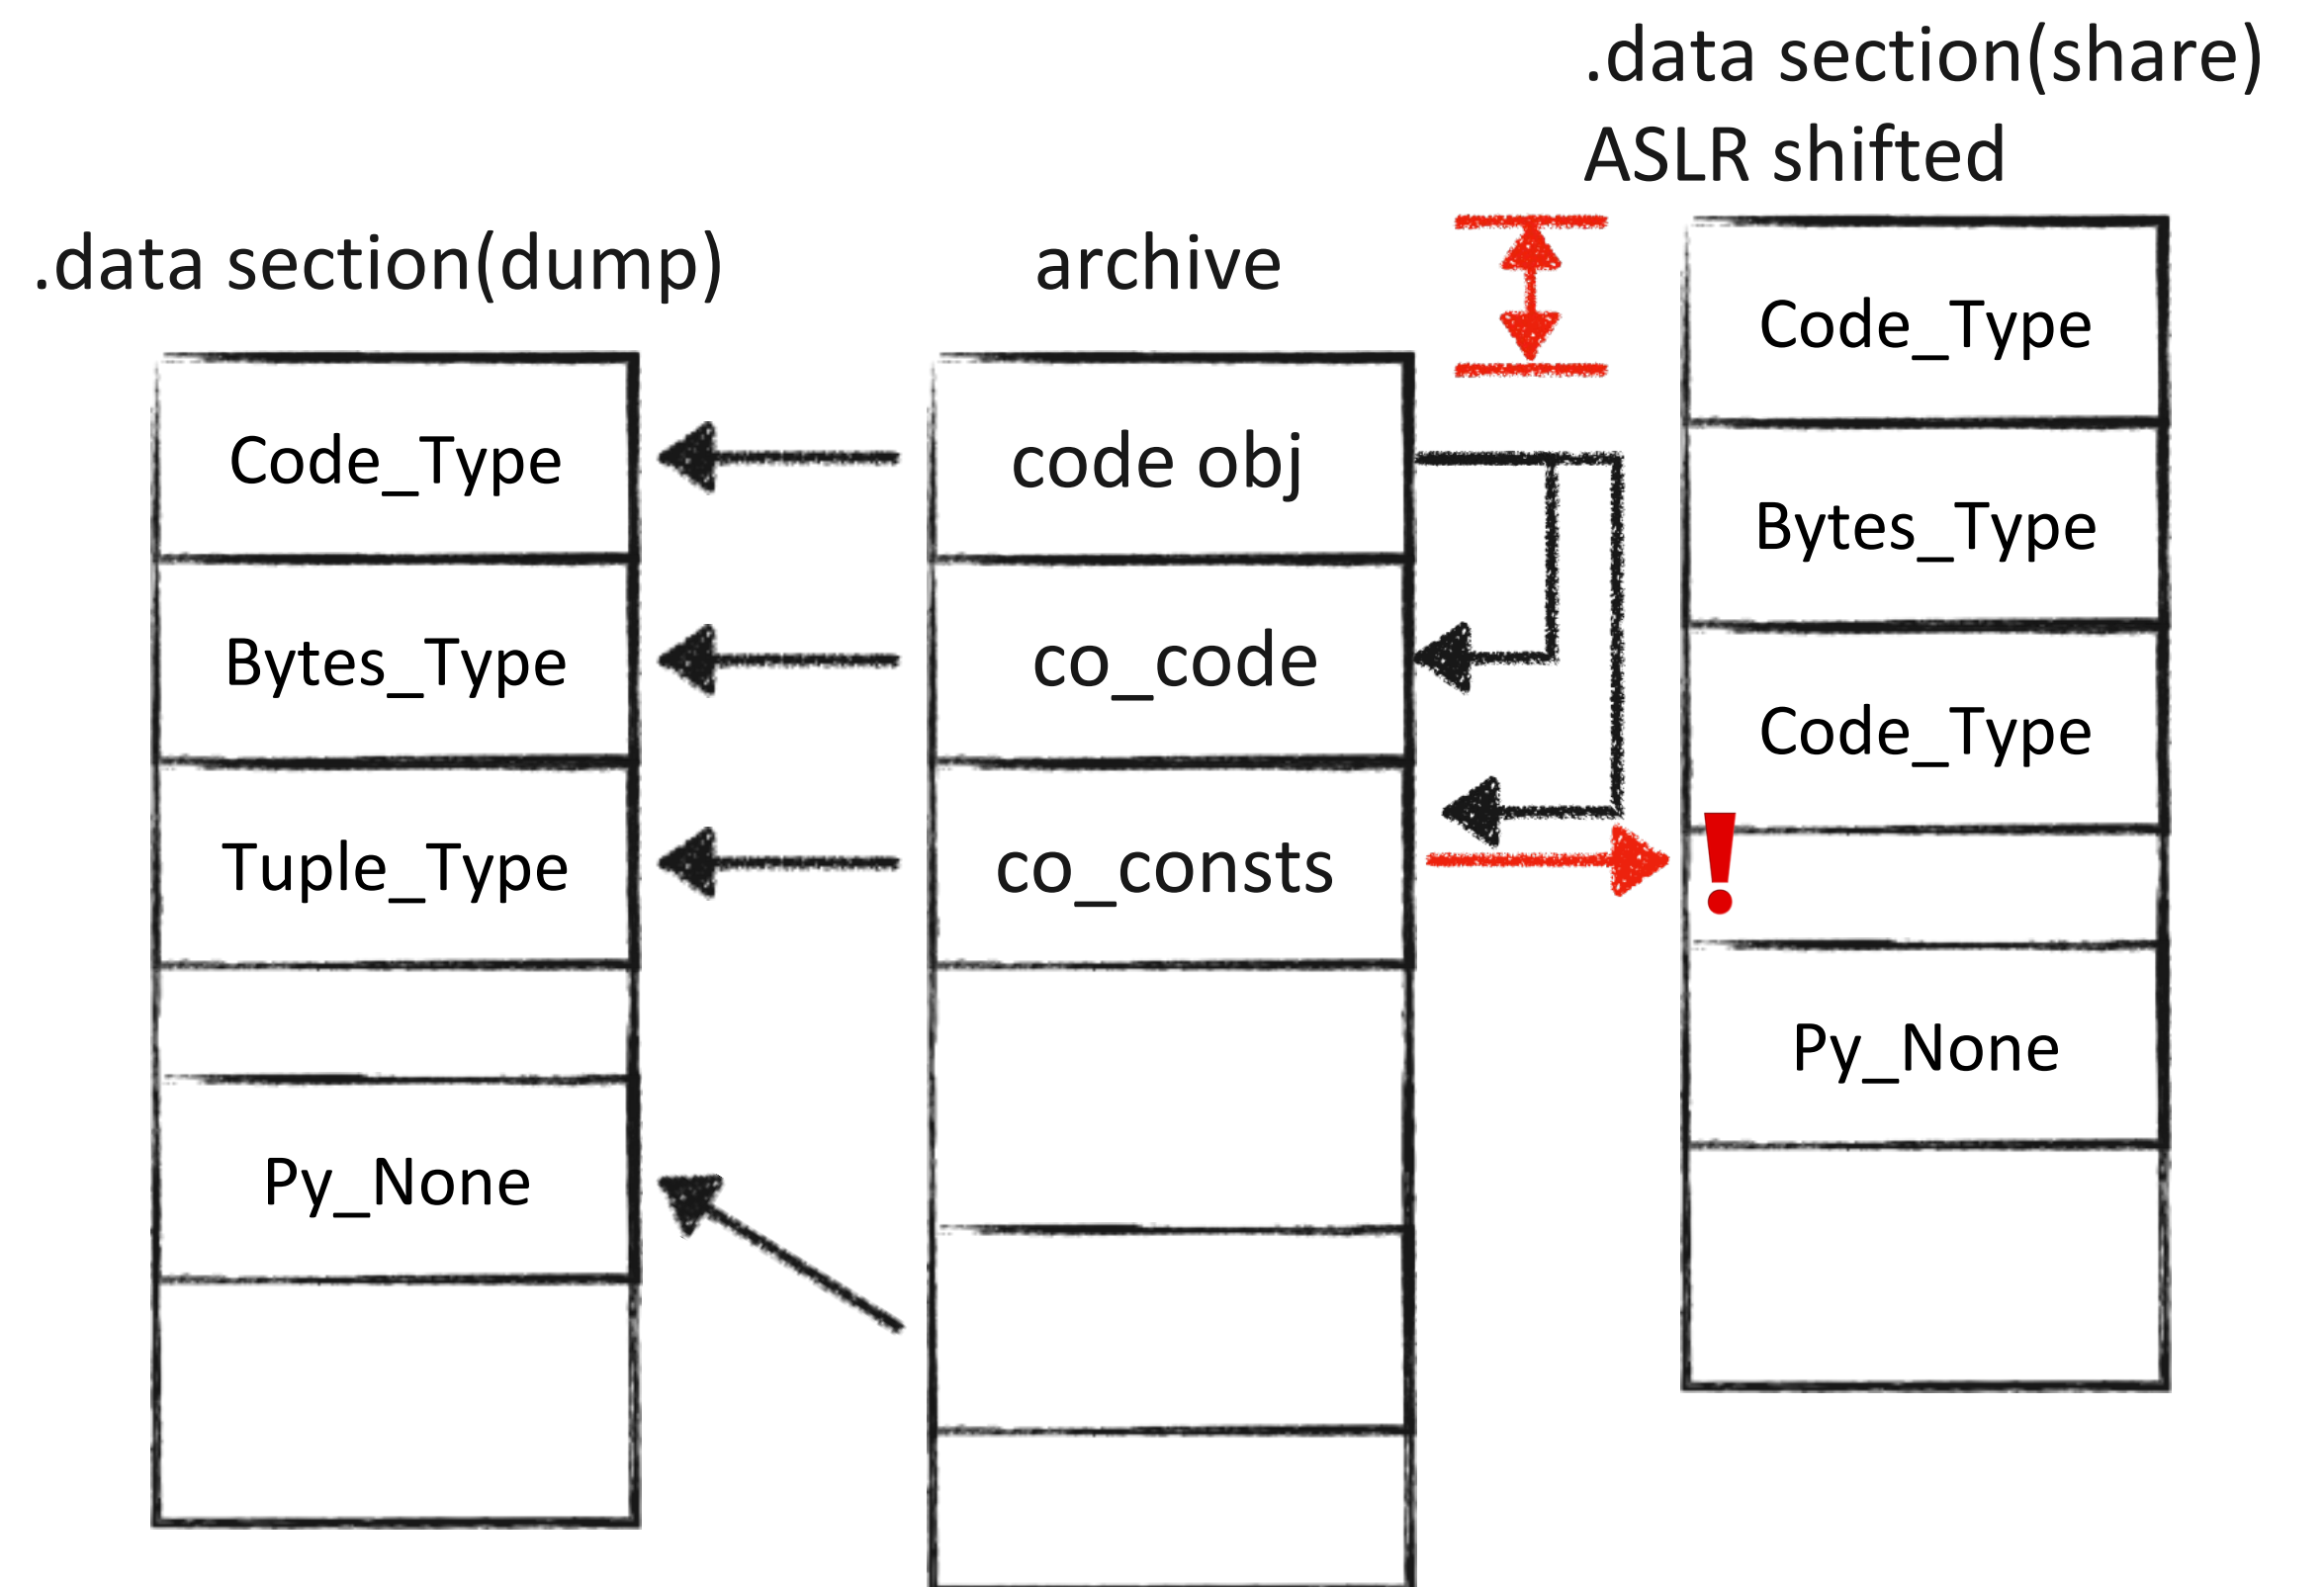 .data section(share)
ASLR shifted
.data section(dump)
archive
Code_Type
Bytes_Type
Tuple_Type
Py_None
code obj
co_code
co_consts
Code_Type
Bytes_Type
Code_Type
!
Py_None